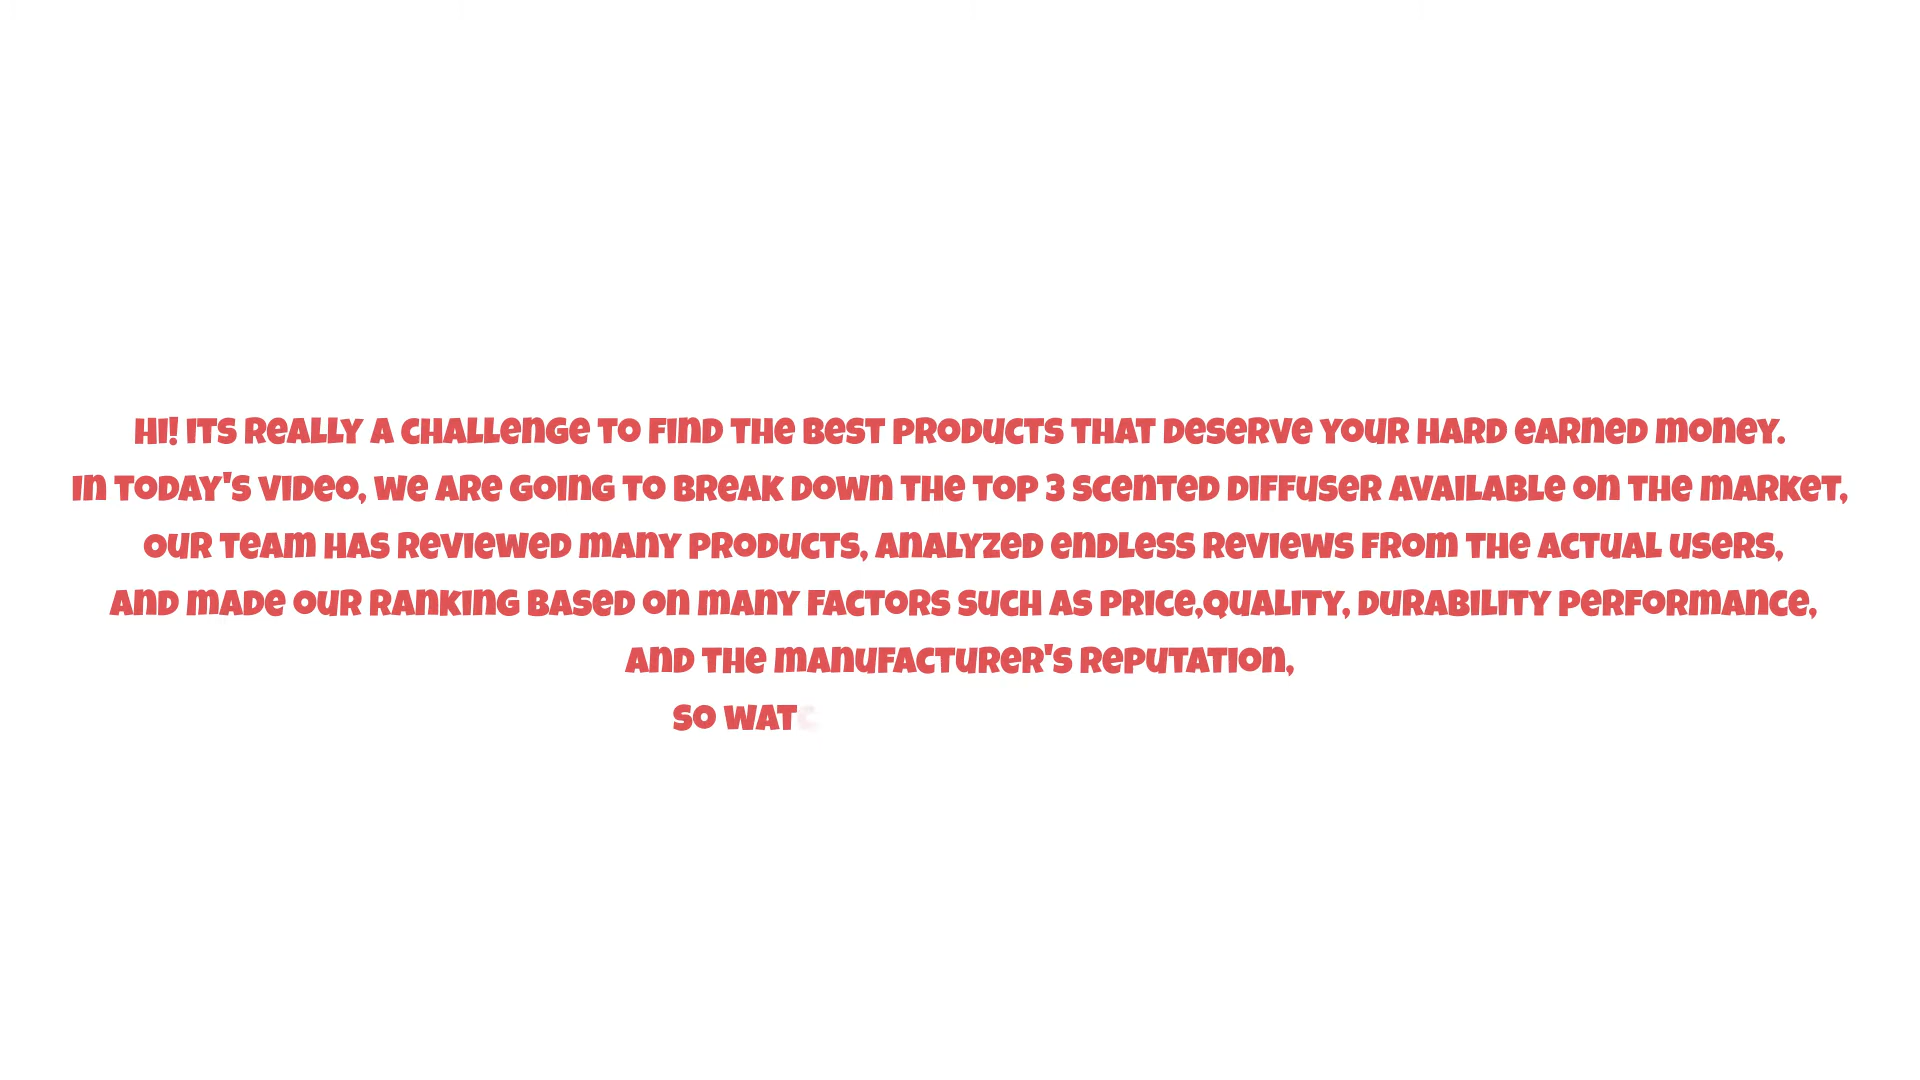 HI! ITS REALLY A CHALLENGE TO FIND THE BEST PRODUCTS THAT DESERVE YOUR HARD EARNED MONEY.
IN TODAY'S VIDEO, WE ARE GOING TO BREAK DOWN THE TOP 3 SCENTED DIFFUSER AVAILABLE ON THE MARKET,
OUR TEAM HAS REVIEWED MANY PRODUCTS, ANALYZED ENDLESS REVIEWS FROM THE ACTUAL USERS,
AND MADE OUR RANKING BASED ON MANY FACTORS SUCH AS PRICE,QUALITY, DURABILITY PERFORMANCE,
AND THE MANUFACTURER'S REPUTATION,
SO WAT